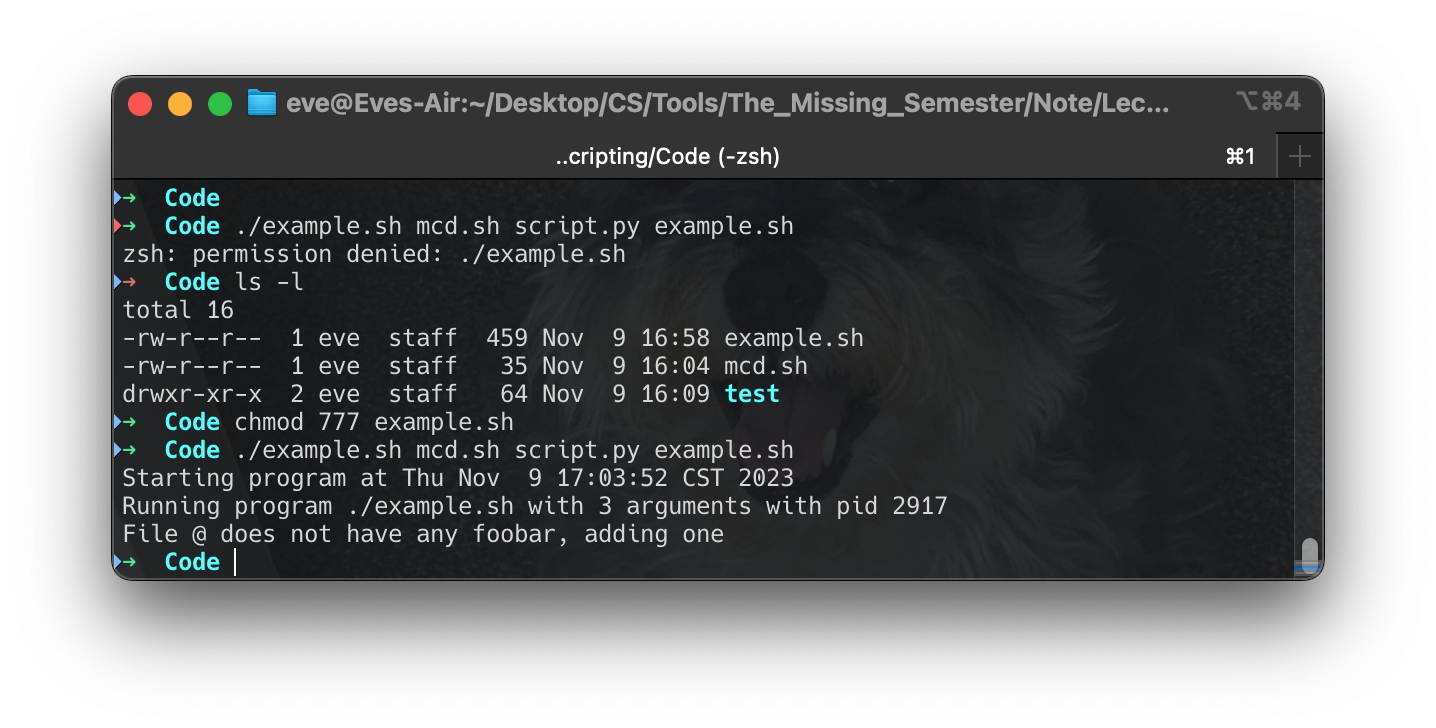 eve@Eves-Air:~/Desktop/CS/Tools/The_Missing_Semester/Note/Lec... ⌥⌘4
..cripting/Code (-zsh) ⌘1 +
➜  Code
➜  Code ./example.sh mcd.sh script.py example.sh
zsh: permission denied: ./example.sh
➜  Code ls -l
total 16
-rw-r--r--  1 eve  staff  459 Nov  9 16:58 example.sh
-rw-r--r--  1 eve  staff   35 Nov  9 16:04 mcd.sh
drwxr-xr-x  2 eve  staff   64 Nov  9 16:09 test
➜  Code chmod 777 example.sh
➜  Code ./example.sh mcd.sh script.py example.sh
Starting program at Thu Nov  9 17:03:52 CST 2023
Running program ./example.sh with 3 arguments with pid 2917
File @ does not have any foobar, adding one
➜  Code